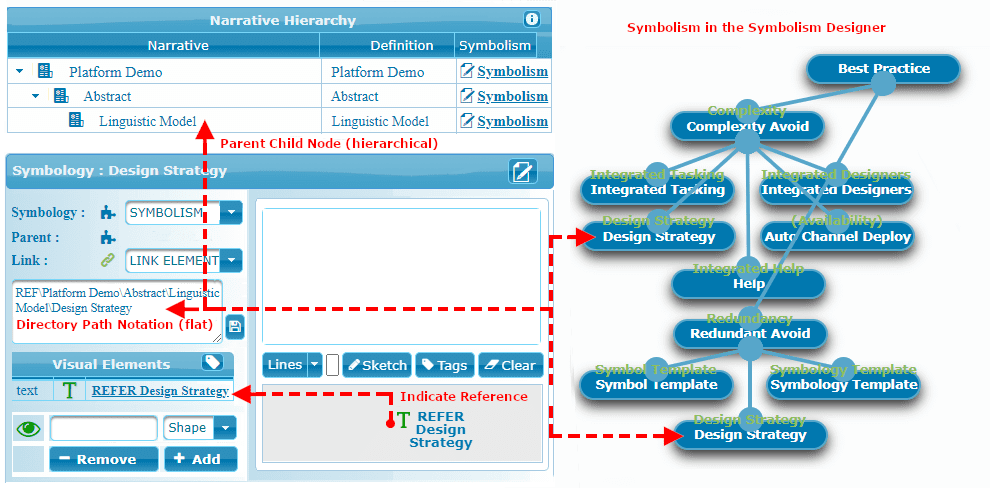 Narrative Hierarchy
Narrative Definition Symbolism
Platform Demo Platform Demo Symbolism
Abstract Abstract Symbolism
Linguistic Model Linguistic Model Symbolism
Parent Child Node (hierarchical)
Symbology : Design Strategy
Symbology : SYMBOLISM
Parent :
Link : LINK ELEMENT
REF\Platform Demo\Abstract\Linguistic
Model\Design Strategy
Directory Path Notation (flat)
Visual Elements
text T REFER Design Strategy
Shape
Remove Add
Lines Sketch Tags Clear
Indicate Reference
T REFER
Design
Strategy
Symbolism in the Symbolism Designer
Best Practice
Complexity
Complexity Avoid
Integrated Tasking
Integrated Tasking
Integrated Designers
Integrated Designers
Design Strategy
Design Strategy
(Availability)
Auto Channel Deploy
Integrated Help
Help
Redundancy
Redundant Avoid
Symbol Template
Symbol Template
Symbology Template
Symbology Template
Design Strategy
Design Strategy